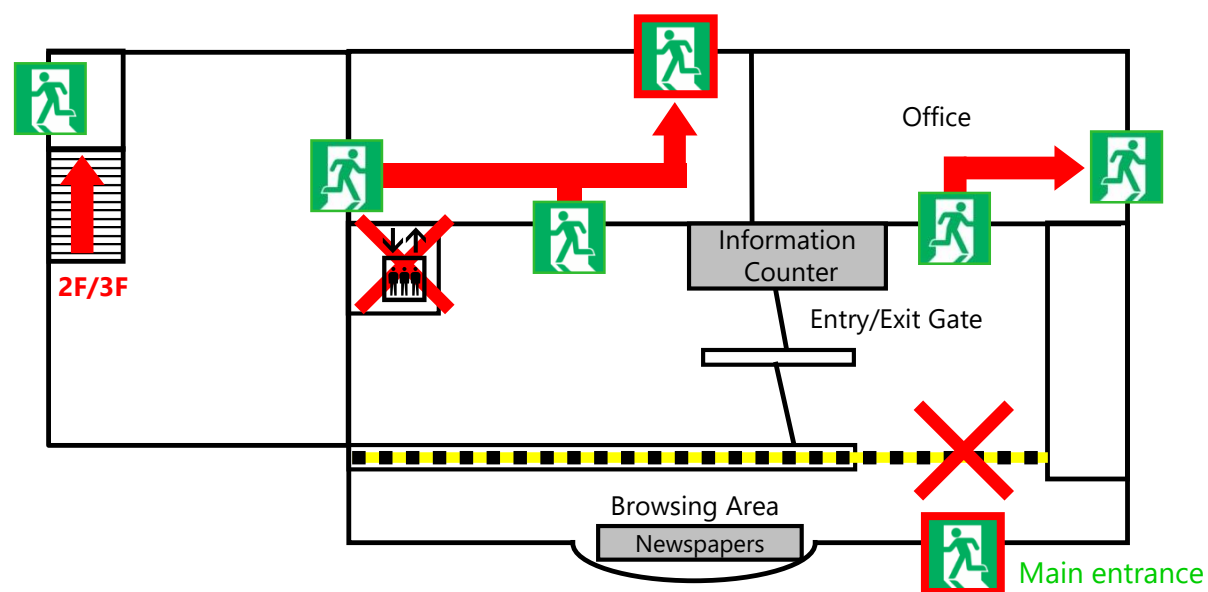 Office
2F/3F
Information
Counter
Entry/Exit Gate
Browsing Area
Newspapers
Main entrance